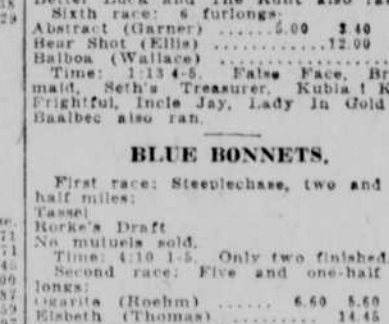 Sixth race: 6 furlongs.
Abstract (Garner) ......5.00 3.40
Bear Shot (Ellis) ............12.00
Balboa (Wallace) ............
Time: 1:13 4-5. False Face, Br
maid, Seth's Treasurer, Kubla I K
Frightful, Incle Jay, Lady In Gold
Baalbec also ran.
BLUE BONNETS.
First race: Steeplechase, two and
half miles:
Tassel
Rorke's Draft
No mutuels sold.
Time: 4:10 1-5. Only two finished
Second race: Five and one-half
longs:
Ogarite (Roehm) ...... 6.60 5.60
Elsbeth (Thomas) ........... 14.45